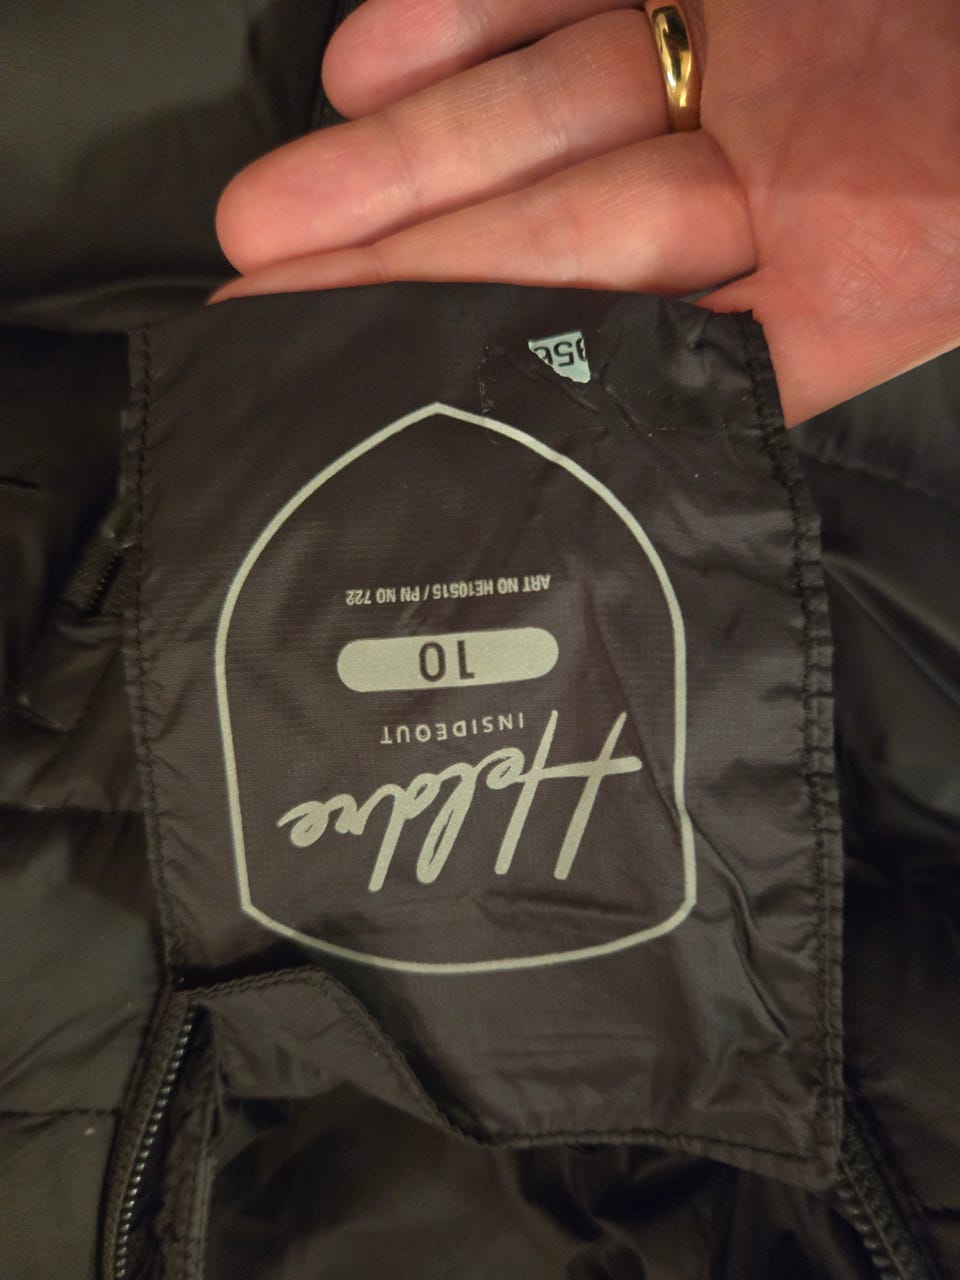 Heldre
INSIDEOUT
10
ART NO HE10515 / PN NO 722